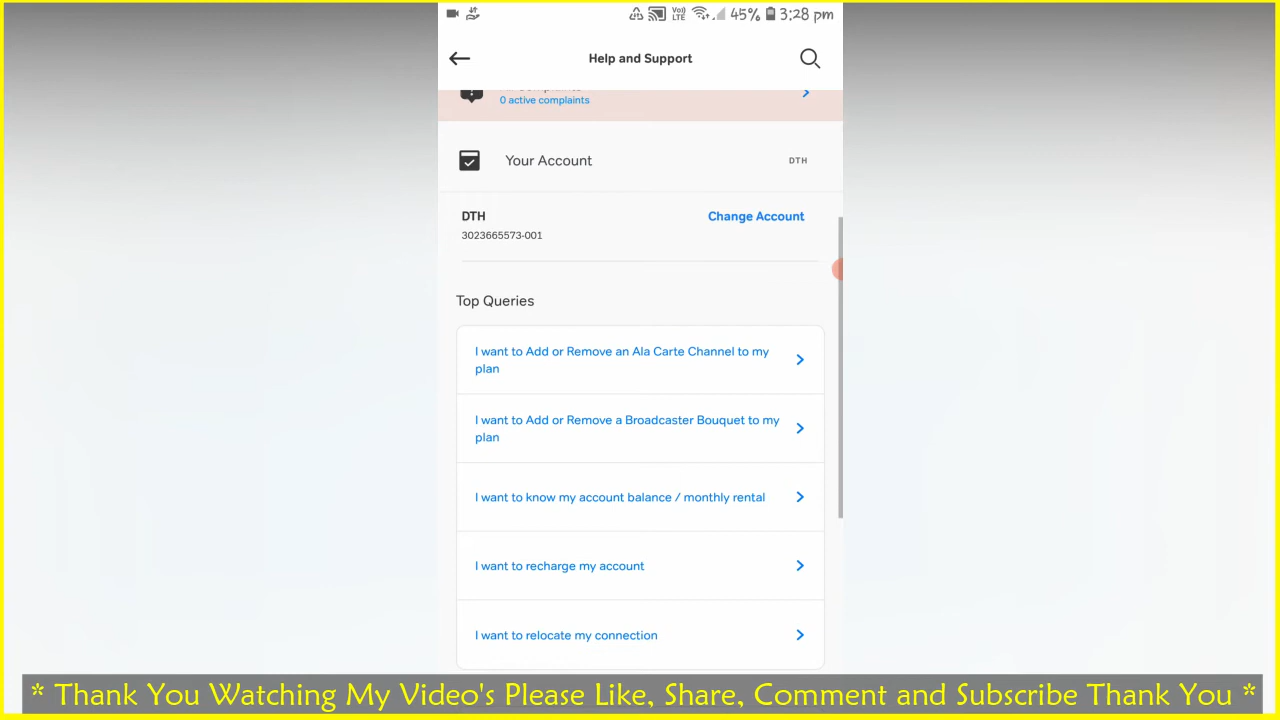 Vo)) LTE 45% 3:28 pm
Help and Support
0 active complaints
Your Account DTH
DTH Change Account
3023665573-001
Top Queries
I want to Add or Remove an Ala Carte Channel to my
plan
I want to Add or Remove a Broadcaster Bouquet to my
plan
I want to know my account balance / monthly rental
I want to recharge my account
I want to relocate my connection
* Thank You Watching My Video's Please Like, Share, Comment and Subscribe Thank You *